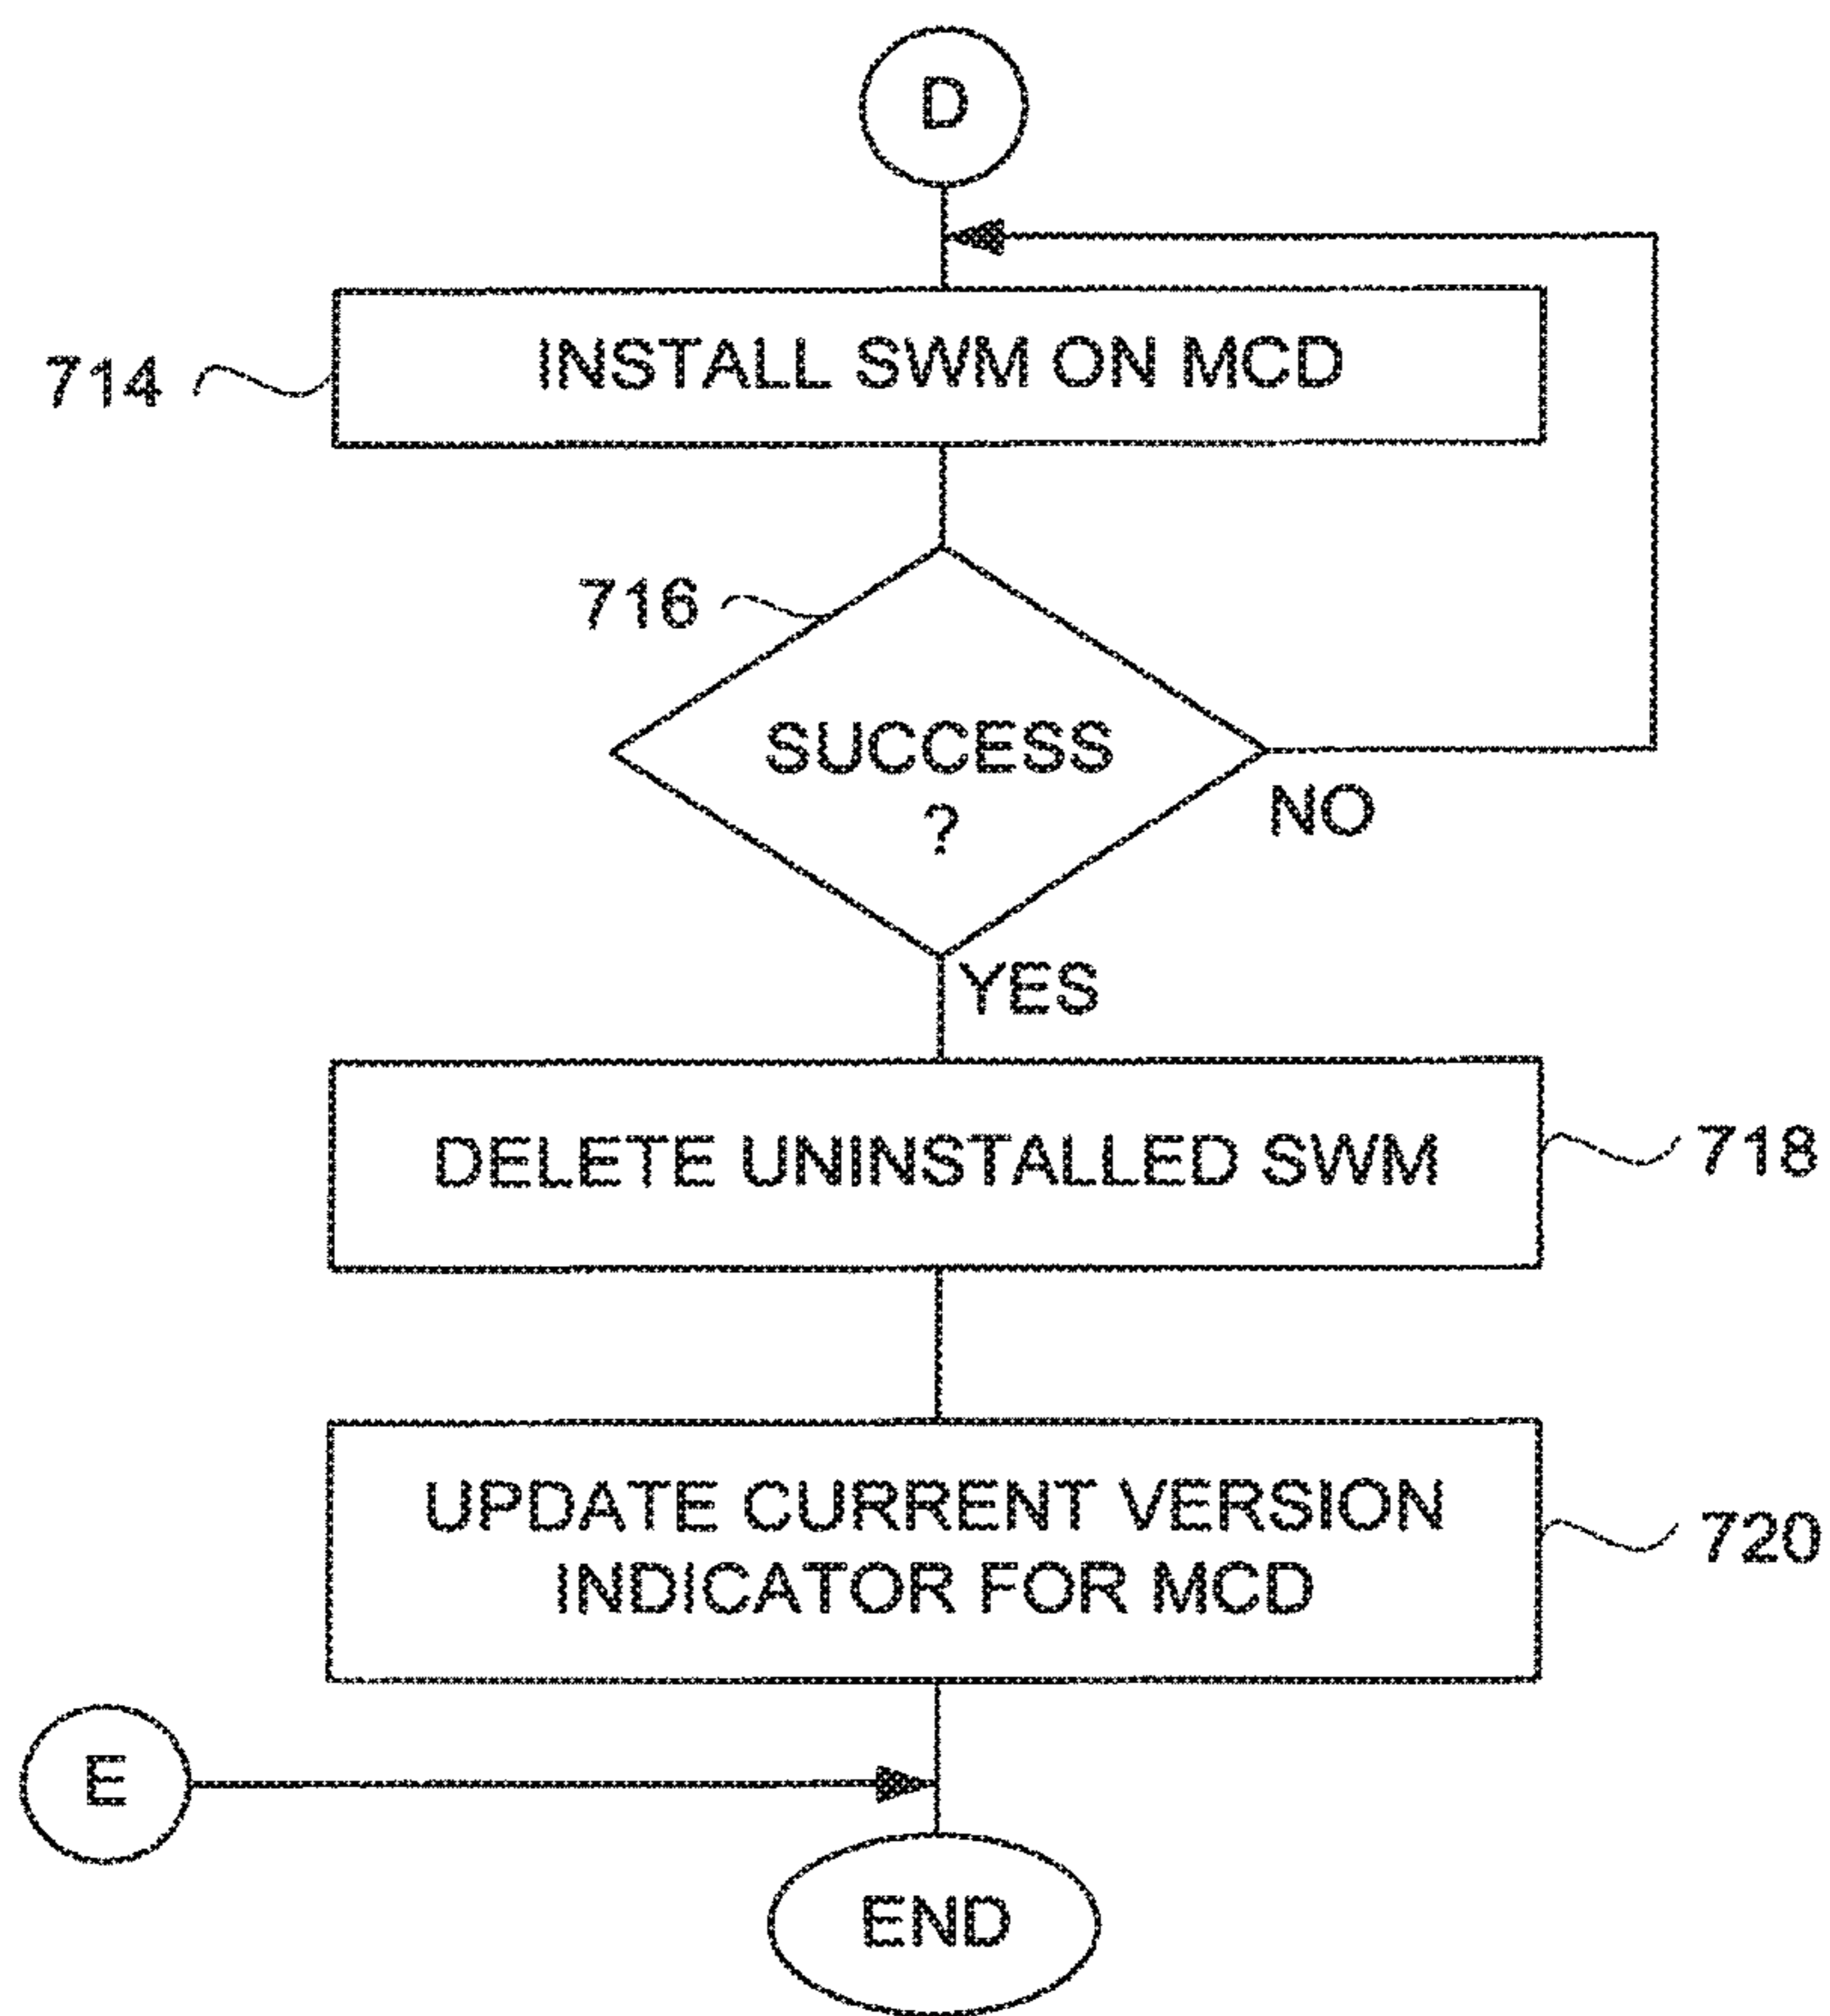 D
714
INSTALL SWM ON MCD
716
SUCCESS
?
NO
YES
DELETE UNINSTALLED SWM
718
UPDATE CURRENT VERSION
INDICATOR FOR MCD
720
E
END